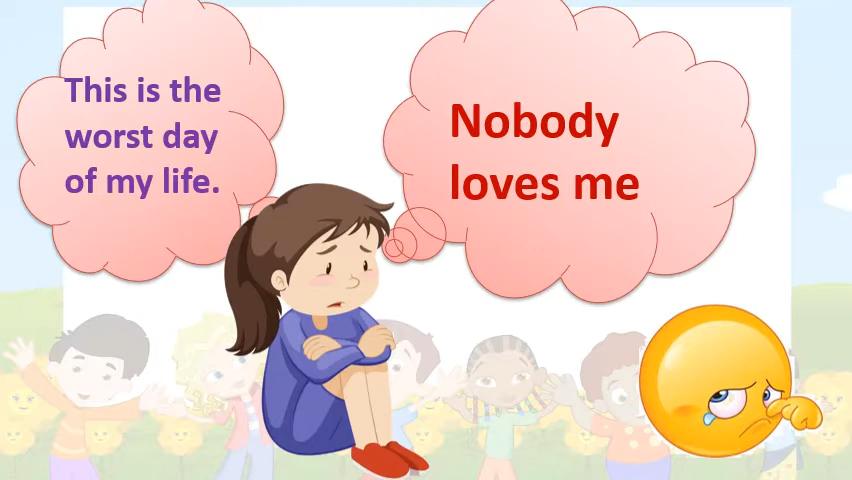 This is the
worst day
of my life.
Nobody
loves me